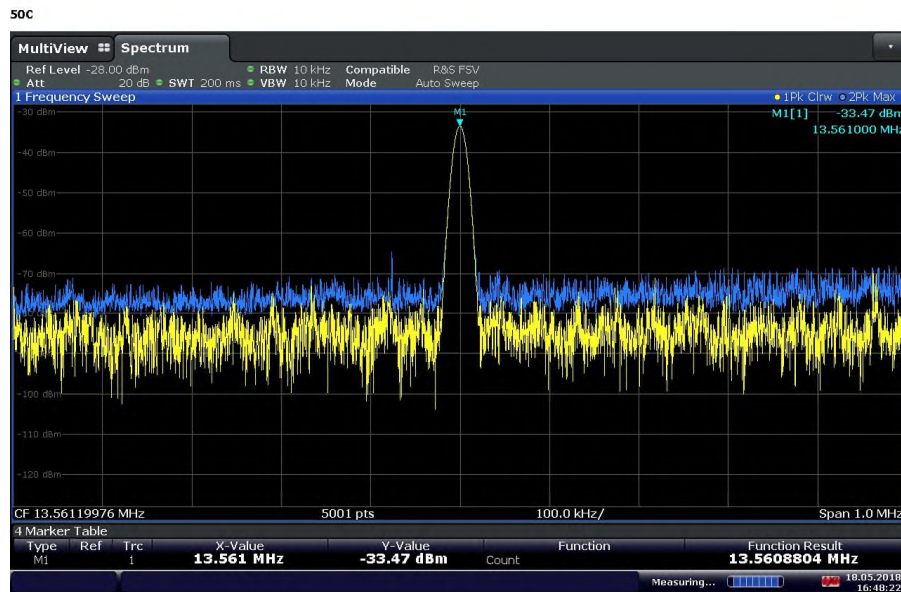 50C
MultiView Spectrum
Ref Level -28.00 dBm RBW 10 kHz Compatible R&S FSV
Att 20 dB SWT 200 ms VBW 10 kHz Mode Auto Sweep
1 Frequency Sweep 1Pk Clrw 2Pk Max
-30 dBm M1 M1[1] -33.47 dBm
13.561000 MHz
-40 dBm
-50 dBm
-60 dBm
-70 dBm
-100 dBm
-110 dBm
-120 dBm
CF 13.56119976 MHz 5001 pts 100.0 kHz/ Span 1.0 MHz
4 Marker Table
Type Ref Trc X-Value Y-Value Function Function Result
M1 1 13.561 MHz -33.47 dBm Count 13.5608804 MHz
Measuring... 18.05.2018
16:48:22